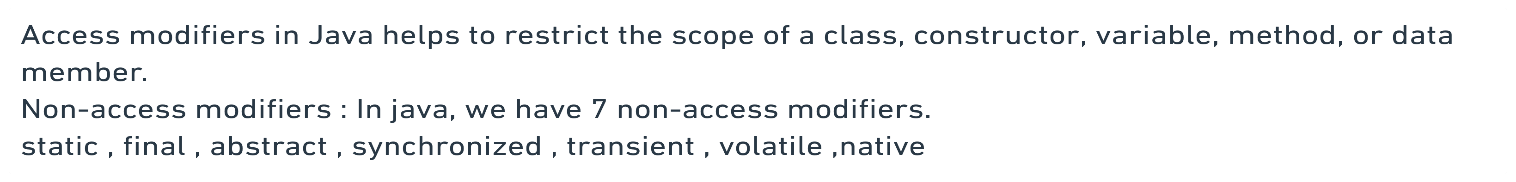 Access modifiers in Java helps to restrict the scope of a class, constructor, variable, method, or data
member.
Non-access modifiers : In java, we have 7 non-access modifiers.
static , final , abstract , synchronized , transient , volatile ,native